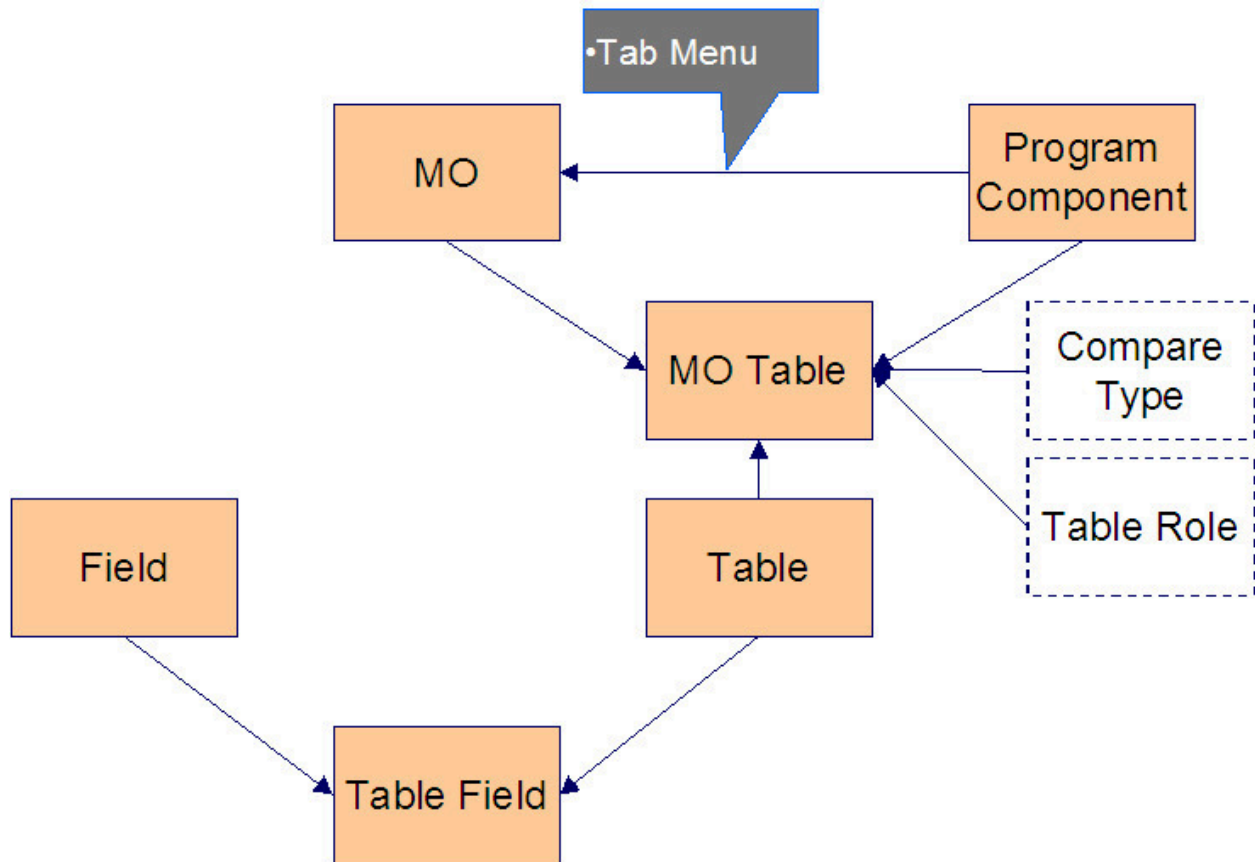 •Tab Menu
MO
Program
Component
MO Table
Compare
Type
Field
Table
Table Role
Table Field